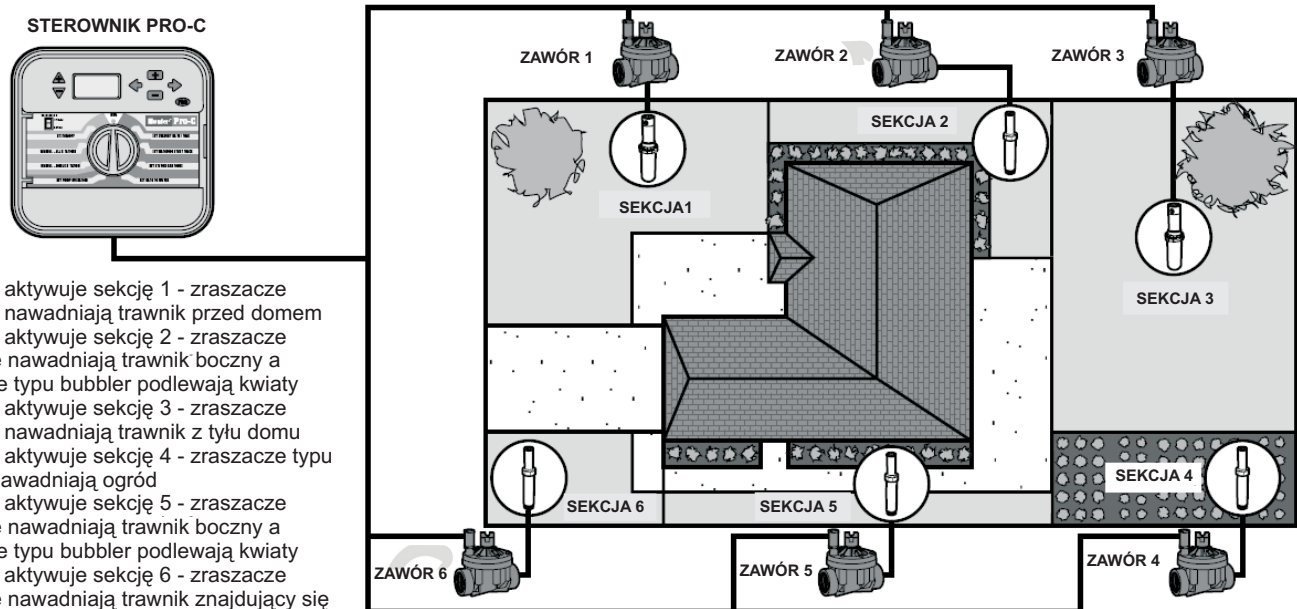 STEROWNIK PRO-C
ZAWÓR 1
ZAWÓR 2
ZAWÓR 3
SEKCJA 2
SEKCJA1
SEKCJA 3
aktywuje sekcję 1 - zraszacze
nawadniają trawnik przed domem
aktywuje sekcję 2 - zraszacze
e nawadniają trawnik boczny a
e typu bubbler podlewają kwiaty
aktywuje sekcję 3 - zraszacze
nawadniają trawnik z tyłu domu
aktywuje sekcję 4 - zraszacze typu
nawadniają ogród
aktywuje sekcję 5 - zraszacze
e nawadniają trawnik boczny a
e typu bubbler podlewają kwiaty
aktywuje sekcję 6 - zraszacze
e nawadniają trawnik znajdujący się
SEKCJA 4
SEKCJA 6
SEKCJA 5
ZAWÓR 6
ZAWÓR 5
ZAWÓR 4
Hunter Pro-C